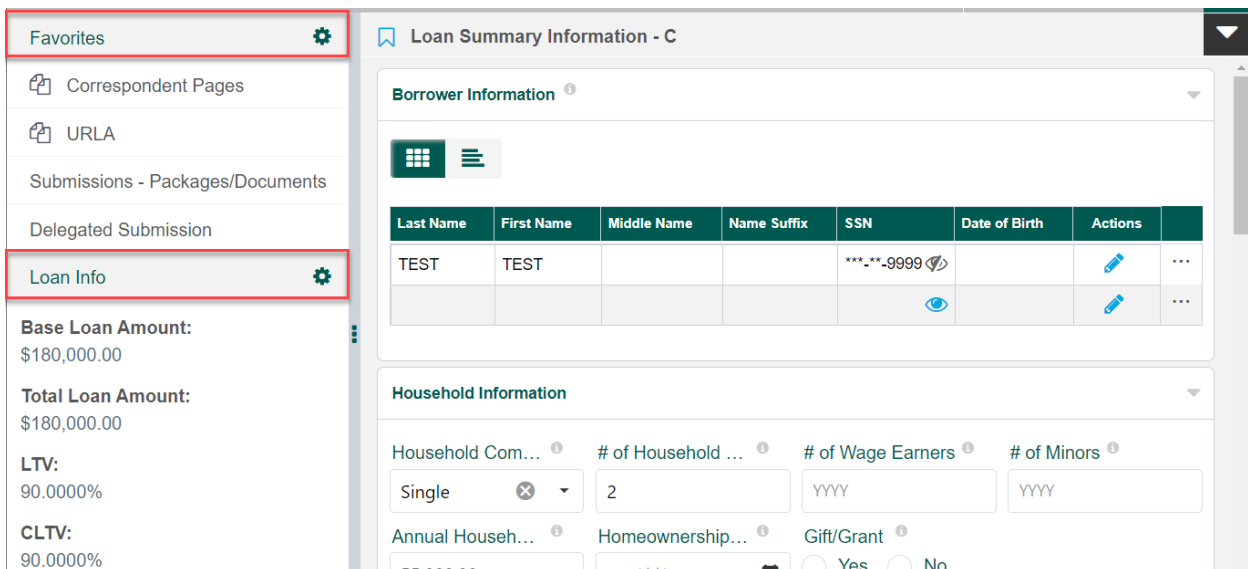 Favorites
Correspondent Pages
URLA
Submissions - Packages/Documents
Delegated Submission
Loan Info
Base Loan Amount:
$180,000.00
Total Loan Amount:
$180,000.00
LTV:
90.0000%
CLTV:
90.0000%
Loan Summary Information - C
Borrower Information
Last Name First Name Middle Name Name Suffix SSN Date of Birth Actions
TEST TEST ***-**-9999 ...
...
Household Information
Household Com... # of Household ... # of Wage Earners # of Minors
Single 2 YYYY YYYY
Annual Househ... Homeownership... Gift/Grant
Yes No